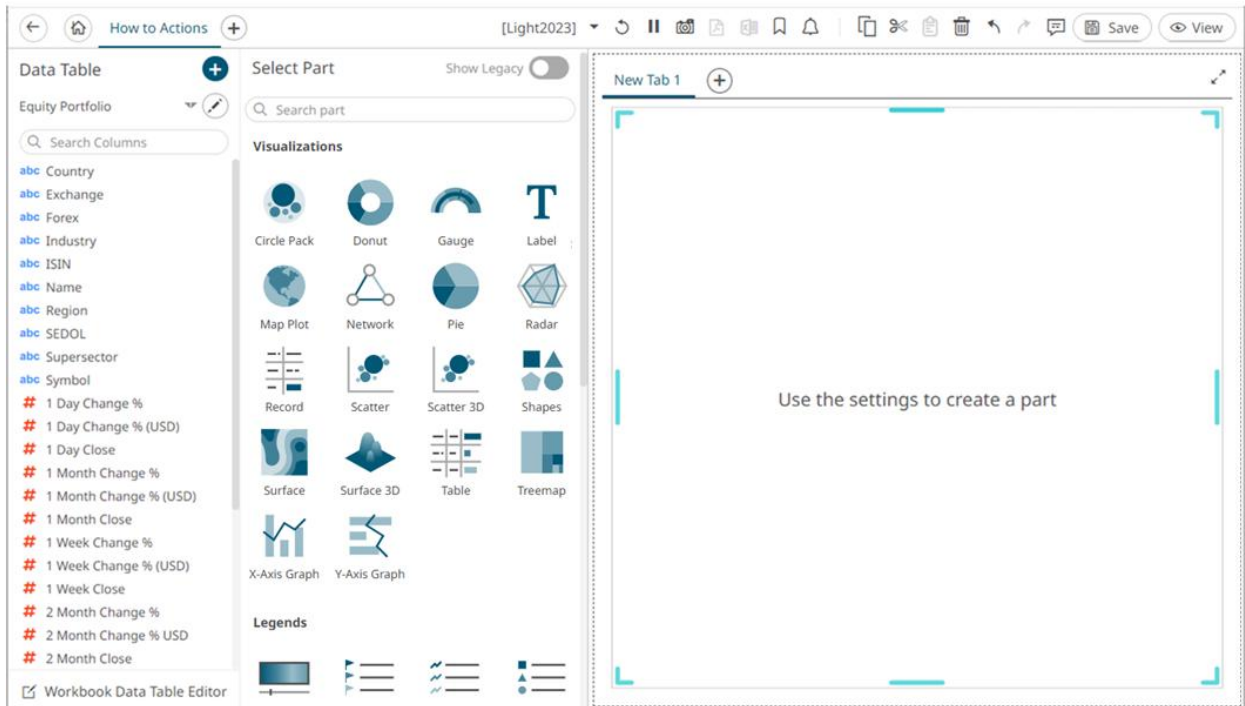 How to Actions
[Light2023]
Save
View
Data Table
Equity Portfolio
Search Columns
abc Country
abc Exchange
abc Forex
abc Industry
abc ISIN
abc Name
abc Region
abc SEDOL
abc Supersector
abc Symbol
# 1 Day Change %
# 1 Day Change % (USD)
# 1 Day Close
# 1 Month Change %
# 1 Month Change % (USD)
# 1 Month Close
# 1 Week Change %
# 1 Week Change % (USD)
# 1 Week Close
# 2 Month Change %
# 2 Month Change % USD
# 2 Month Close
Workbook Data Table Editor
Select Part
Show Legacy
Search part
Visualizations
T
Circle Pack Donut Gauge Label
Map Plot Network Pie Radar
Record Scatter Scatter 3D Shapes
Surface Surface 3D Table Treemap
X-Axis Graph Y-Axis Graph
Legends
New Tab 1
Use the settings to create a part